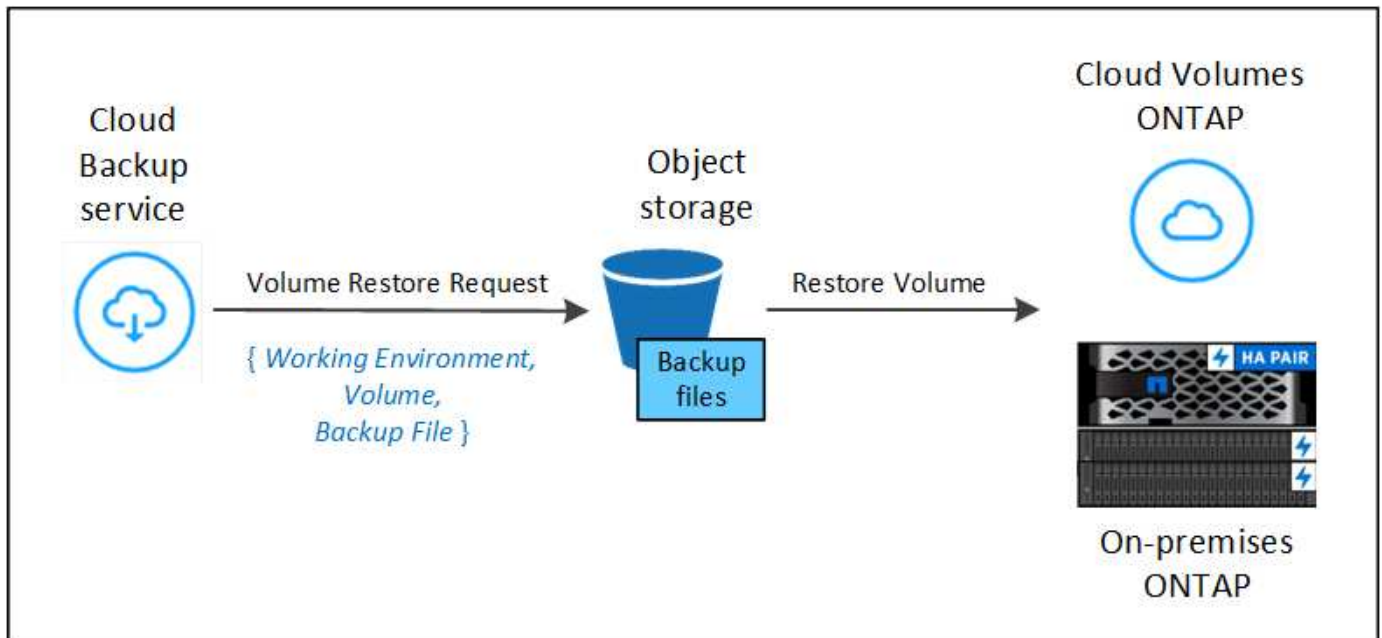 Cloud
Backup
service
Volume Restore Request
{ Working Environment,
Volume,
Backup File }
Object
storage
Backup
files
Restore Volume
Cloud Volumes
ONTAP
HA PAIR
On-premises
ONTAP